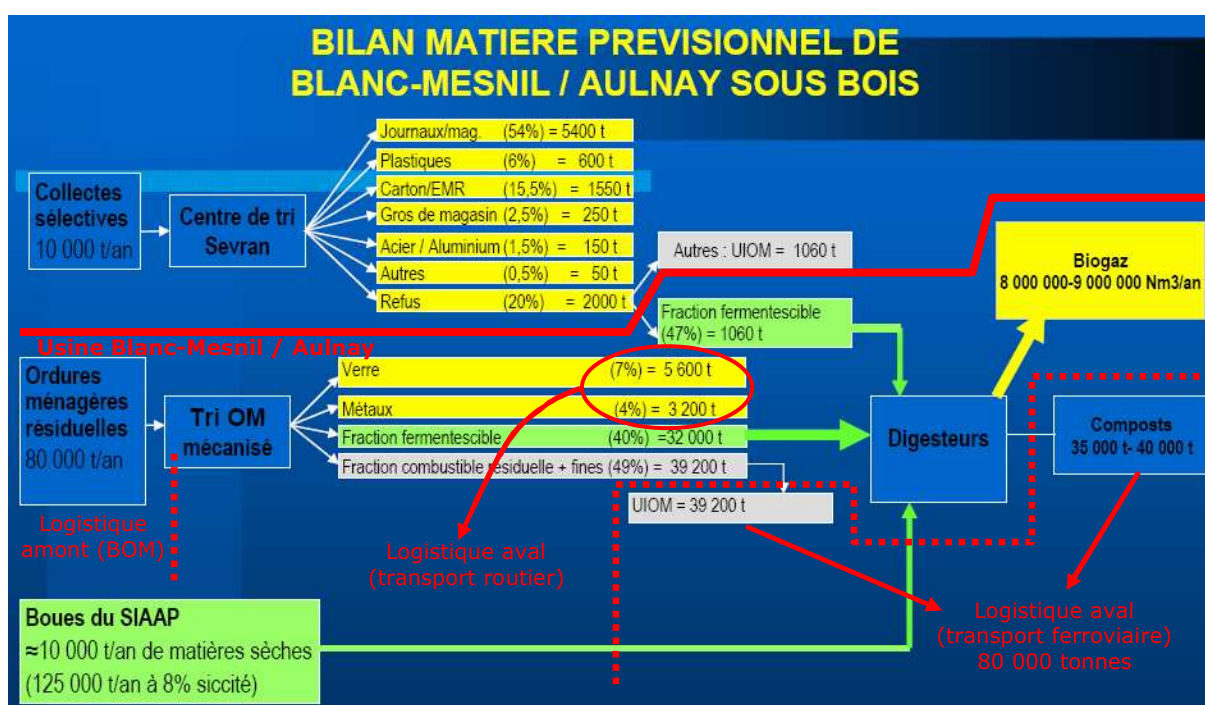 BILAN MATIERE PREVISIONNEL DE
BLANC-MESNIL / AULNAY SOUS BOIS
Collectes
sélectives
10 000 t/an
Centre de tri
Sevran
Journaux/mag. (54%) = 5400 t
Plastiques (6%) = 600 t
Carton/EMR (15,5%) = 1550 t
Gros de magasin (2,5%) = 250 t
Acier / Aluminium (1,5%) = 150 t
Autres (0,5%) = 50 t
Refus (20%) = 2000 t
Autres : UIOM = 1060 t
Fraction fermentescible
(47%) = 1060 t
Biogaz
8 000 000-9 000 000 Nm3/an
Usine Blanc-Mesnil / Aulnay
Ordures
ménagères
résiduelles
80 000 t/an
Tri OM
mécanisé
Verre (7%) = 5 600 t
Métaux (4%) = 3 200 t
Fraction fermentescible (40%) =32 000 t
Fraction combustible résiduelle + fines (49%) = 39 200 t
UIOM = 39 200 t
Digesteurs
Composts
35 000 t- 40 000 t
Logistique
amont (BOM)
Logistique aval
(transport routier)
Logistique aval
(transport ferroviaire)
80 000 tonnes
Boues du SIAAP
≈10 000 t/an de matières sèches
(125 000 t/an à 8% siccité)